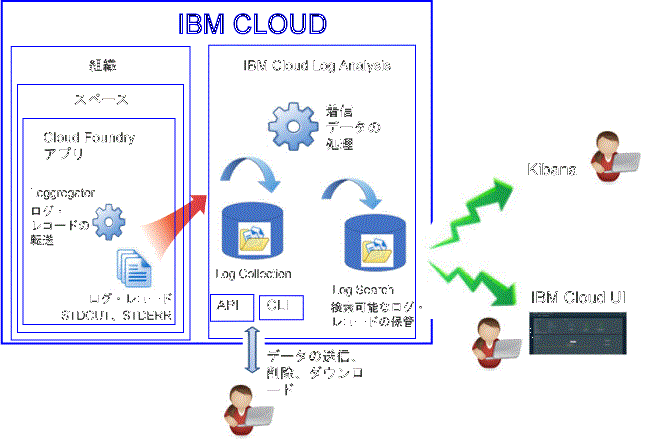 IBM CLOUD
組織
スペース
Cloud Foundry
アプリ
Loggregator
ログ・
レコードの
転送
ログ・レコード
STDOUT、STDERR
IBM Cloud Log Analysis
着信
データの
処理
Log Collection
Log Search
検索可能なログ・
レコードの保管
API
CLI
データの送信、
削除、ダウンロ
ード
Kibana
IBM Cloud UI